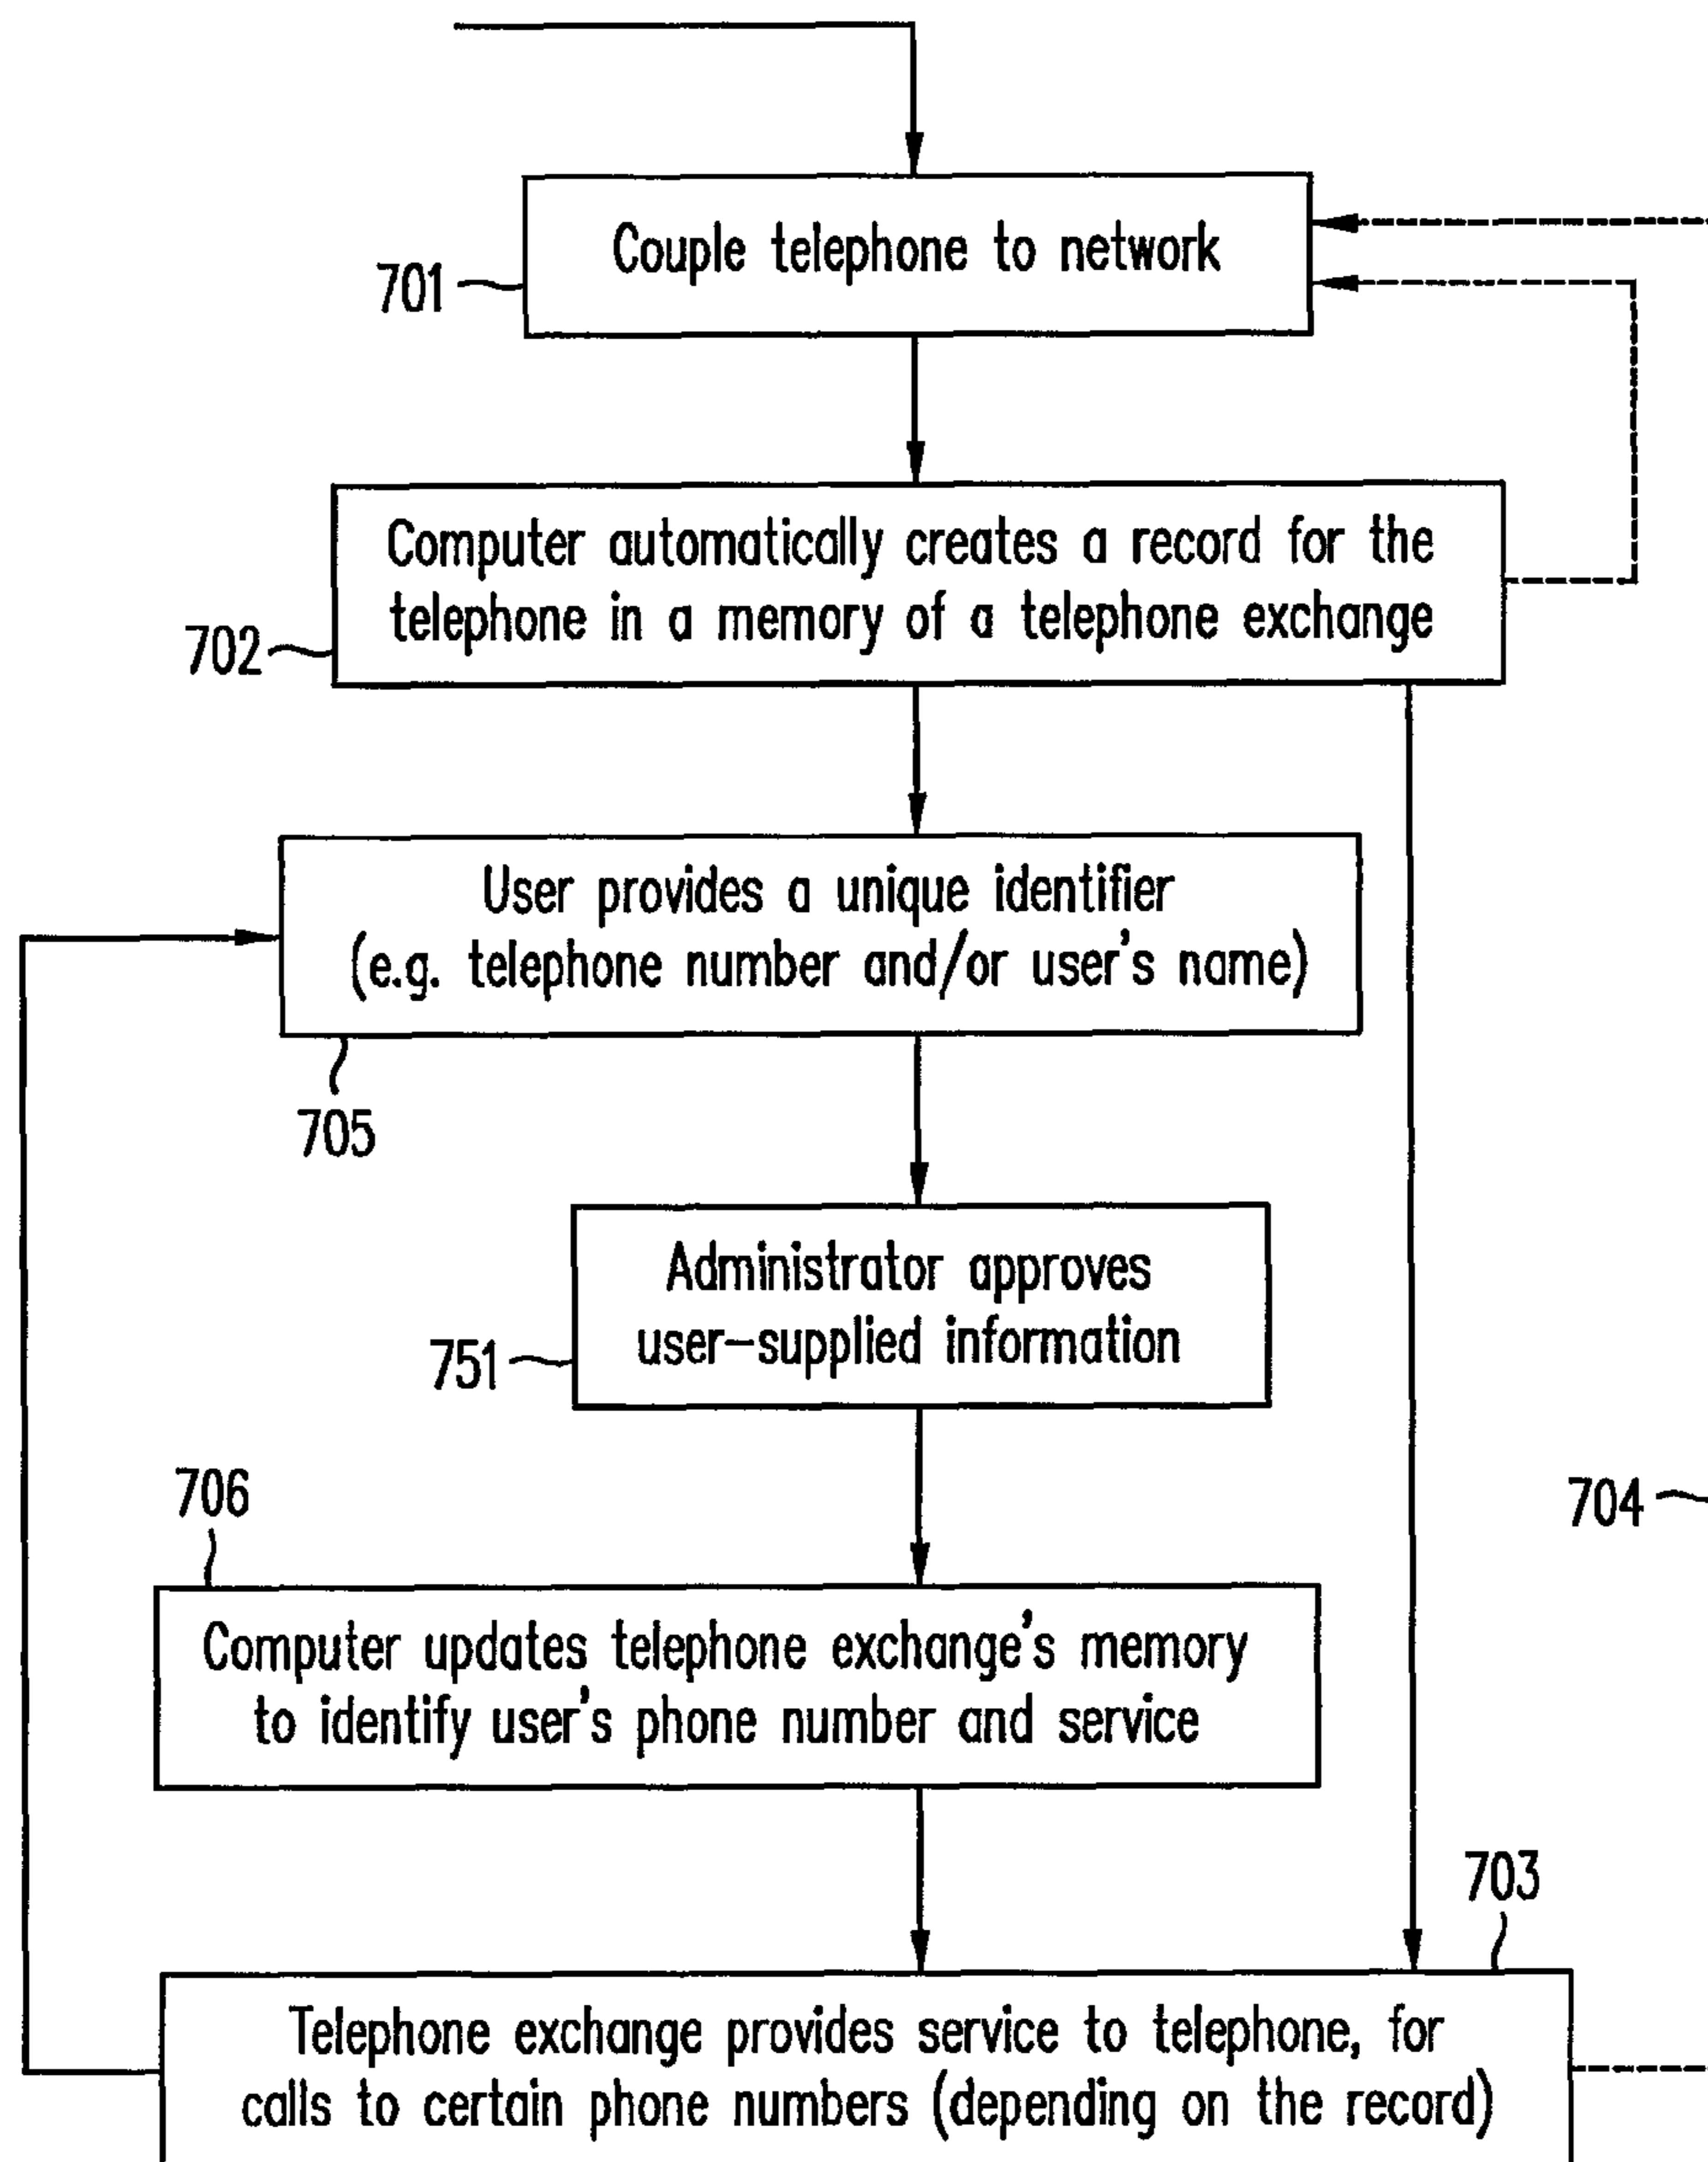 Couple telephone to network
701
Computer automatically creates a record for the
telephone in a memory of a telephone exchange
702
User provides a unique identifier
(e.g. telephone number and/or user's name)
705
Administrator approves
user-supplied information
751
704
706
Computer updates telephone exchange's memory
to identify user's phone number and service
703
Telephone exchange provides service to telephone, for
calls to certain phone numbers (depending on the record)